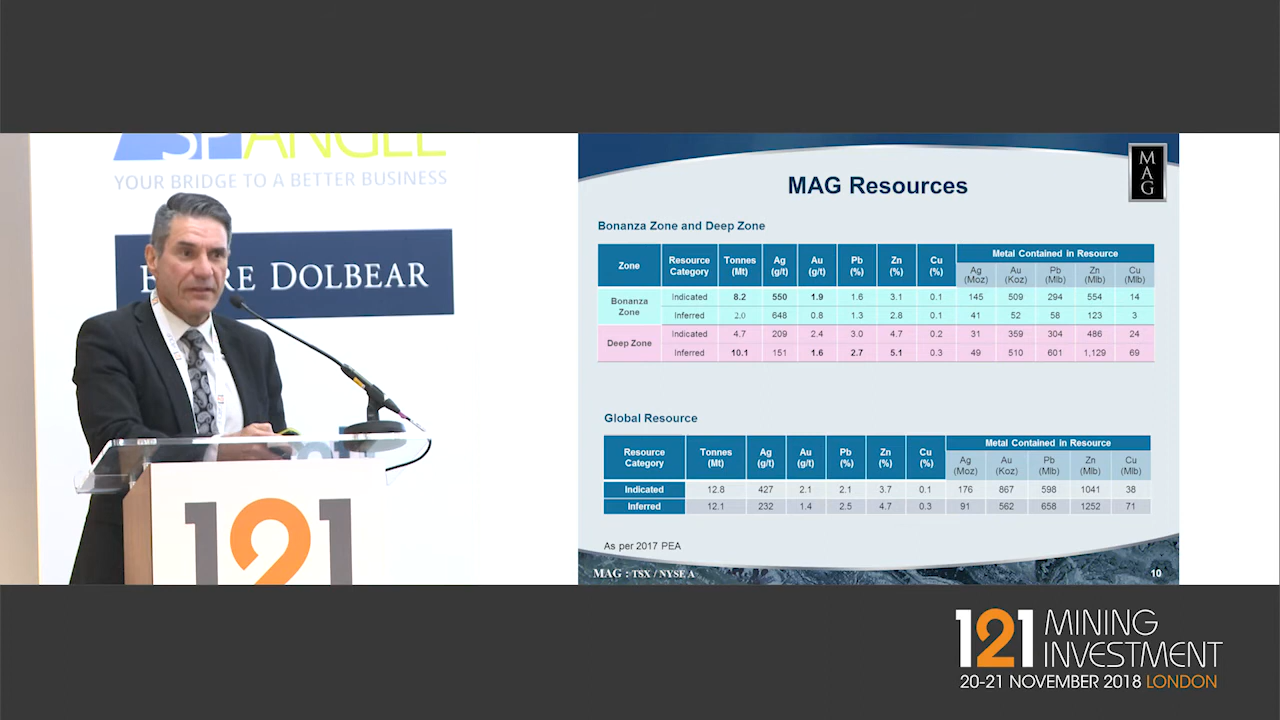 SP ANGEL
YOUR BRIDGE TO A BETTER BUSINESS
RE DOLBEAR
121
MAG
MAG Resources
Bonanza Zone and Deep Zone
Zone Resource Category Tonnes (Mt) Ag (g/t) Au (g/t) Pb (%) Zn (%) Cu (%) Metal Contained in Resource
Ag (Moz) Au (Koz) Pb (Mlb) Zn (Mlb) Cu (Mlb)
Bonanza Zone Indicated 8.2 550 1.9 1.6 3.1 0.1 145 509 294 554 14
Inferred 2.0 648 0.8 1.3 2.8 0.1 41 52 58 123 3
Deep Zone Indicated 4.7 209 2.4 3.0 4.7 0.2 31 359 304 486 24
Inferred 10.1 151 1.6 2.7 5.1 0.3 49 510 601 1,129 69
Global Resource
Resource Category Tonnes (Mt) Ag (g/t) Au (g/t) Pb (%) Zn (%) Cu (%) Metal Contained in Resource
Ag (Moz) Au (Koz) Pb (Mlb) Zn (Mlb) Cu (Mlb)
Indicated 12.8 427 2.1 2.1 3.7 0.1 176 867 598 1041 38
Inferred 12.1 232 1.4 2.5 4.7 0.3 91 562 658 1252 71
As per 2017 PEA
MAG : TSX / NYSE A
10
121 MINING INVESTMENT
20-21 NOVEMBER 2018 LONDON